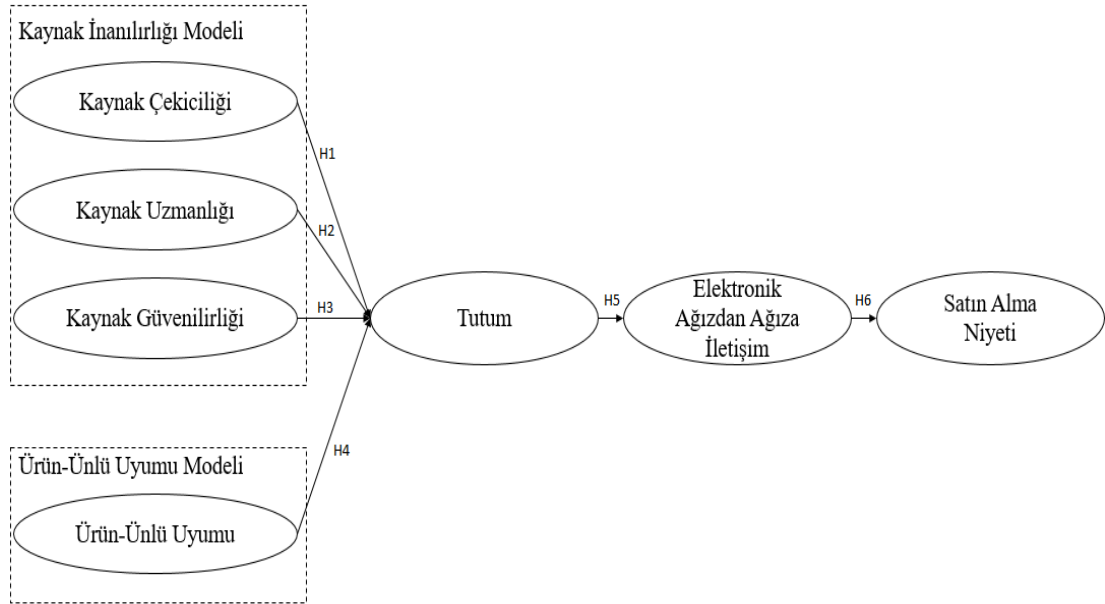 Kaynak İnanılırlığı Modeli
Kaynak Çekiciliği
H1
Kaynak Uzmanlığı
H2
Kaynak Güvenilirliği
H3
Tutum
H5
Elektronik
Ağızdan Ağıza
İletişim
H6
Satın Alma
Niyeti
H4
Ürün-Ünlü Uyumu Modeli
Ürün-Ünlü Uyumu